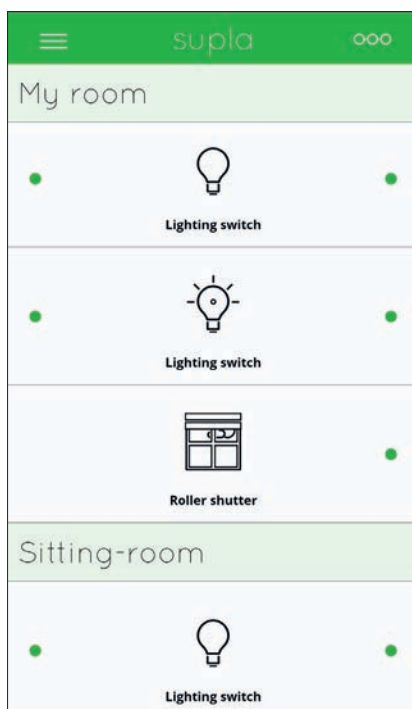 supla
My room
Lighting switch
Lighting switch
Roller shutter
Sitting-room
Lighting switch